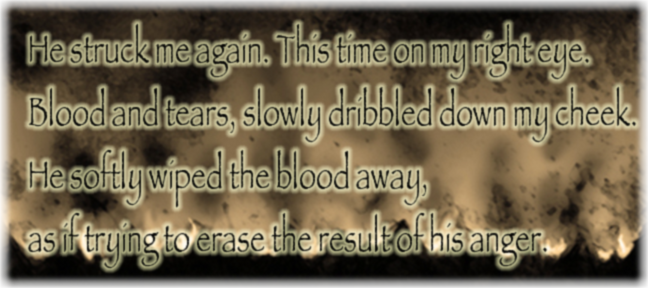 He struck me again. This time on my right eye.
Blood and tears, slowly dribbled down my cheek.
He softly wiped the blood away,
as if trying to erase the result of his anger.